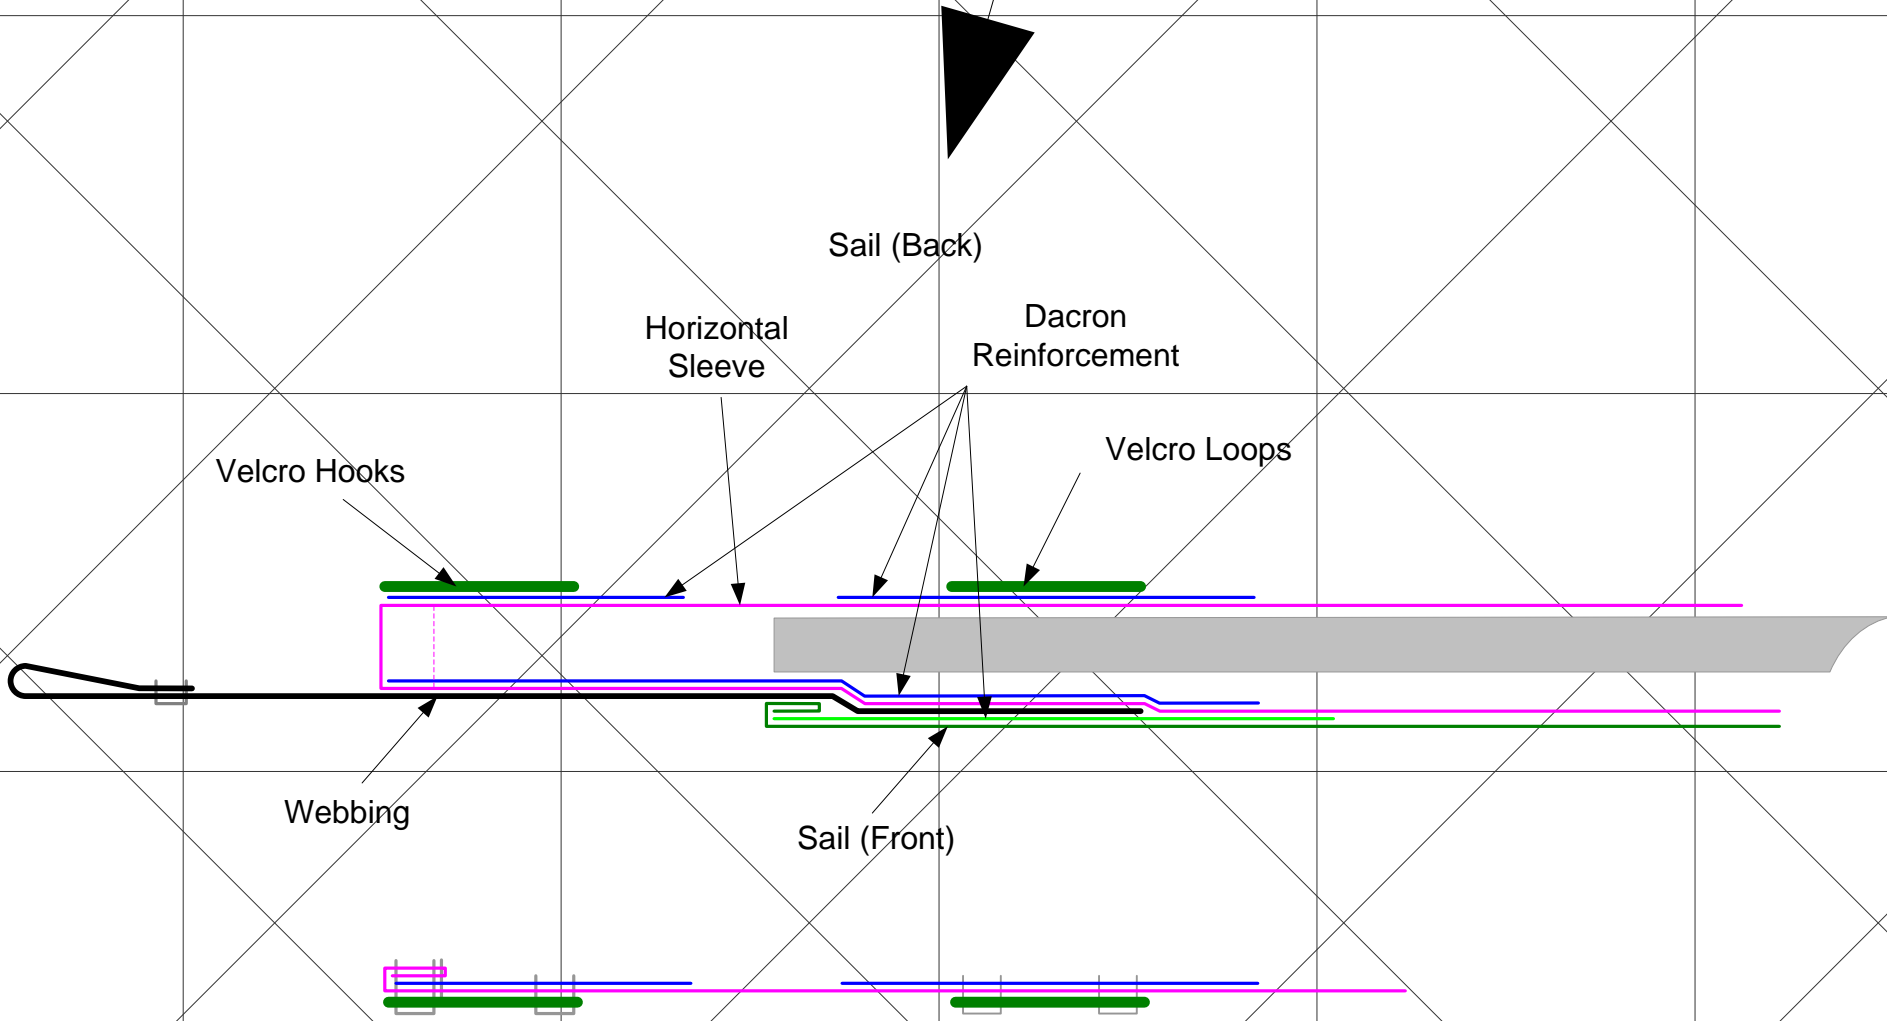 Sail (Back)
Dacron
Reinforcement
Horizontal
Sleeve
Velcro Loops
Velcro Hooks
Webbing
Sail (Front)